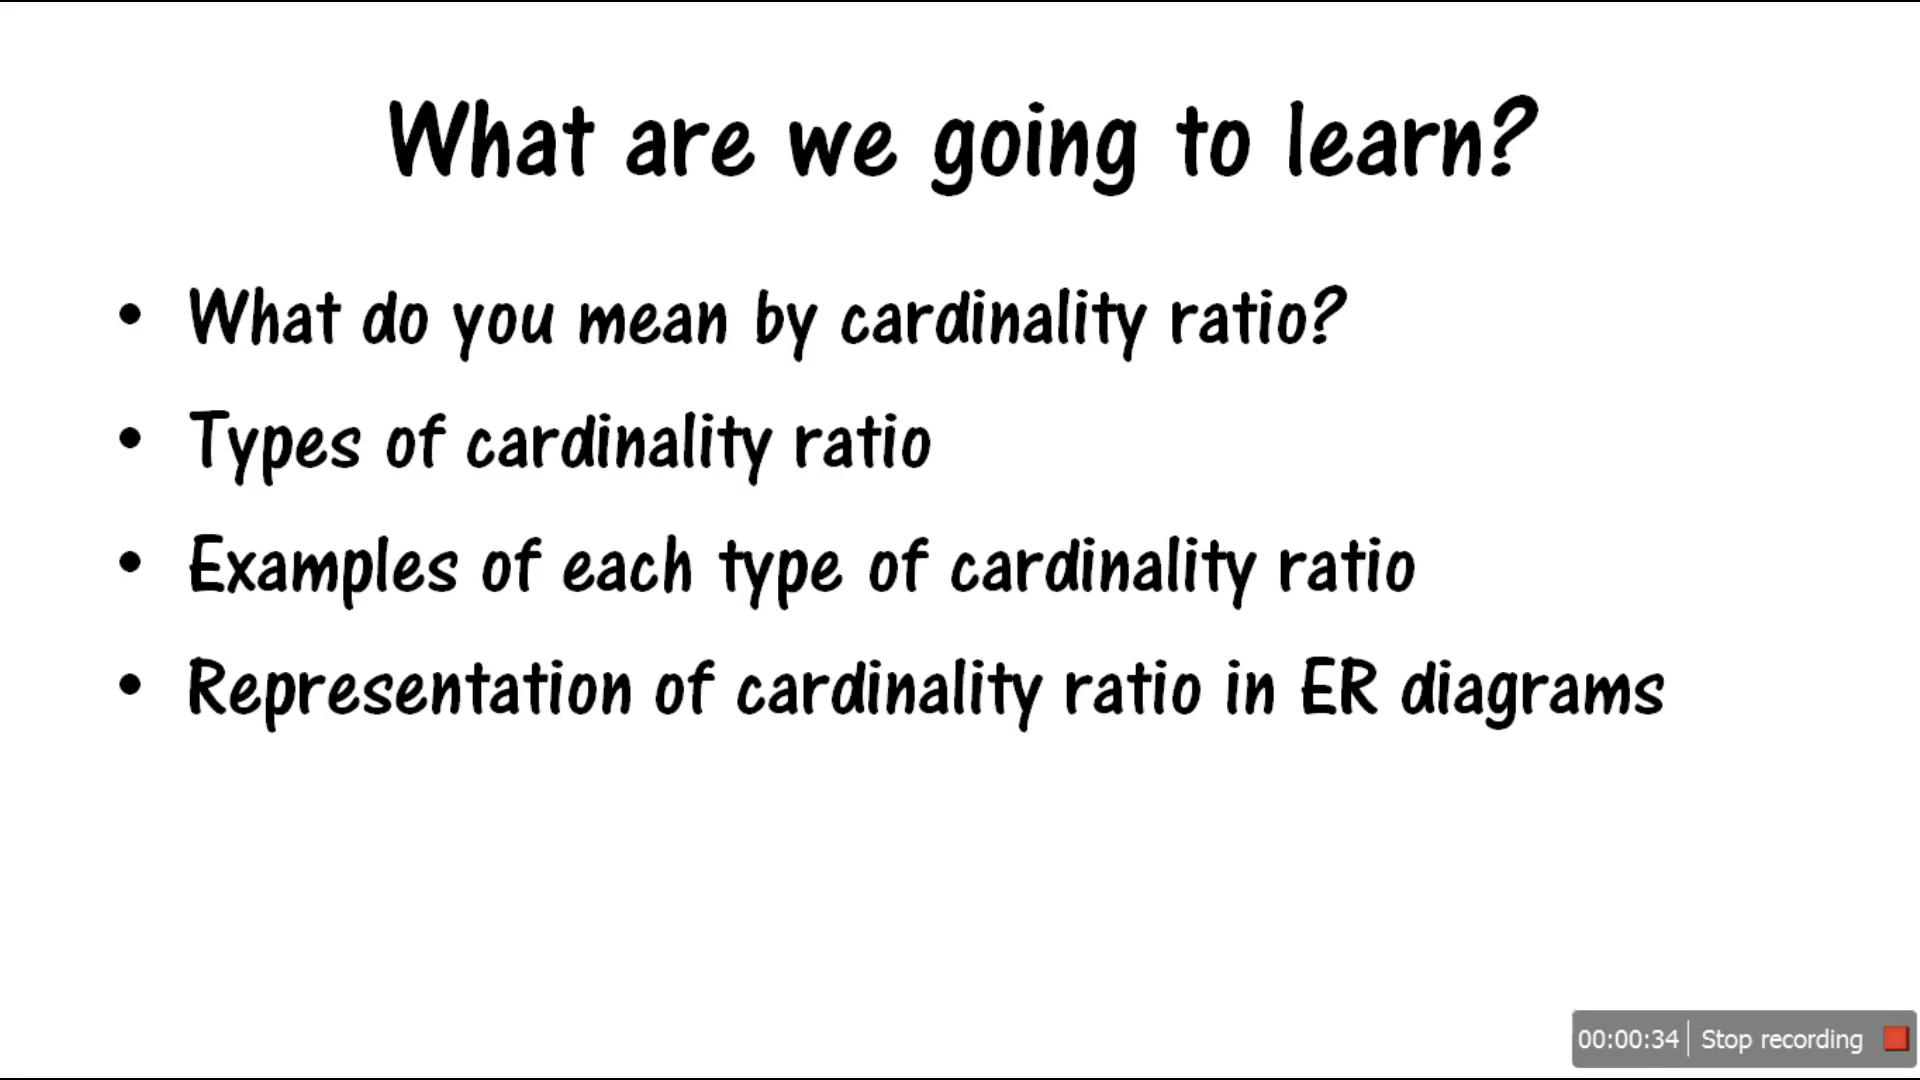 What are we going to learn?
• What do you mean by cardinality ratio?
• Types of cardinality ratio
• Examples of each type of cardinality ratio
• Representation of cardinality ratio in ER diagrams
00:00:34 Stop recording